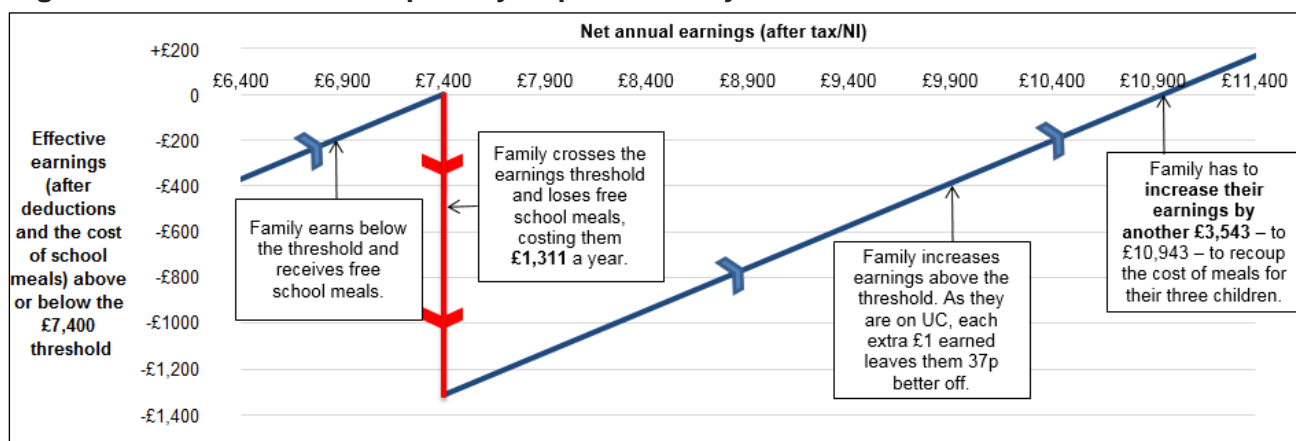 Net annual earnings (after tax/NI)
+£200
£6,400 £6,900 £7,400 £7,900 £8,400 £8,900 £9,400 £9,900 £10,400 £10,900 £11,400
0
-£200
-£400
-£600
-£800
-£1000
-£1,200
-£1,400
Effective
earnings
(after
deductions
and the cost
of school
meals) above
or below the
£7,400
threshold
Family earns below
the threshold and
receives free
school meals.
Family crosses the
earnings threshold
and loses free
school meals,
costing them
£1,311 a year.
Family increases
earnings above the
threshold. As they
are on UC, each
extra £1 earned
leaves them 37p
better off.
Family has to
increase their
earnings by
another £3,543 – to
£10,943 – to recoup
the cost of meals for
their three children.